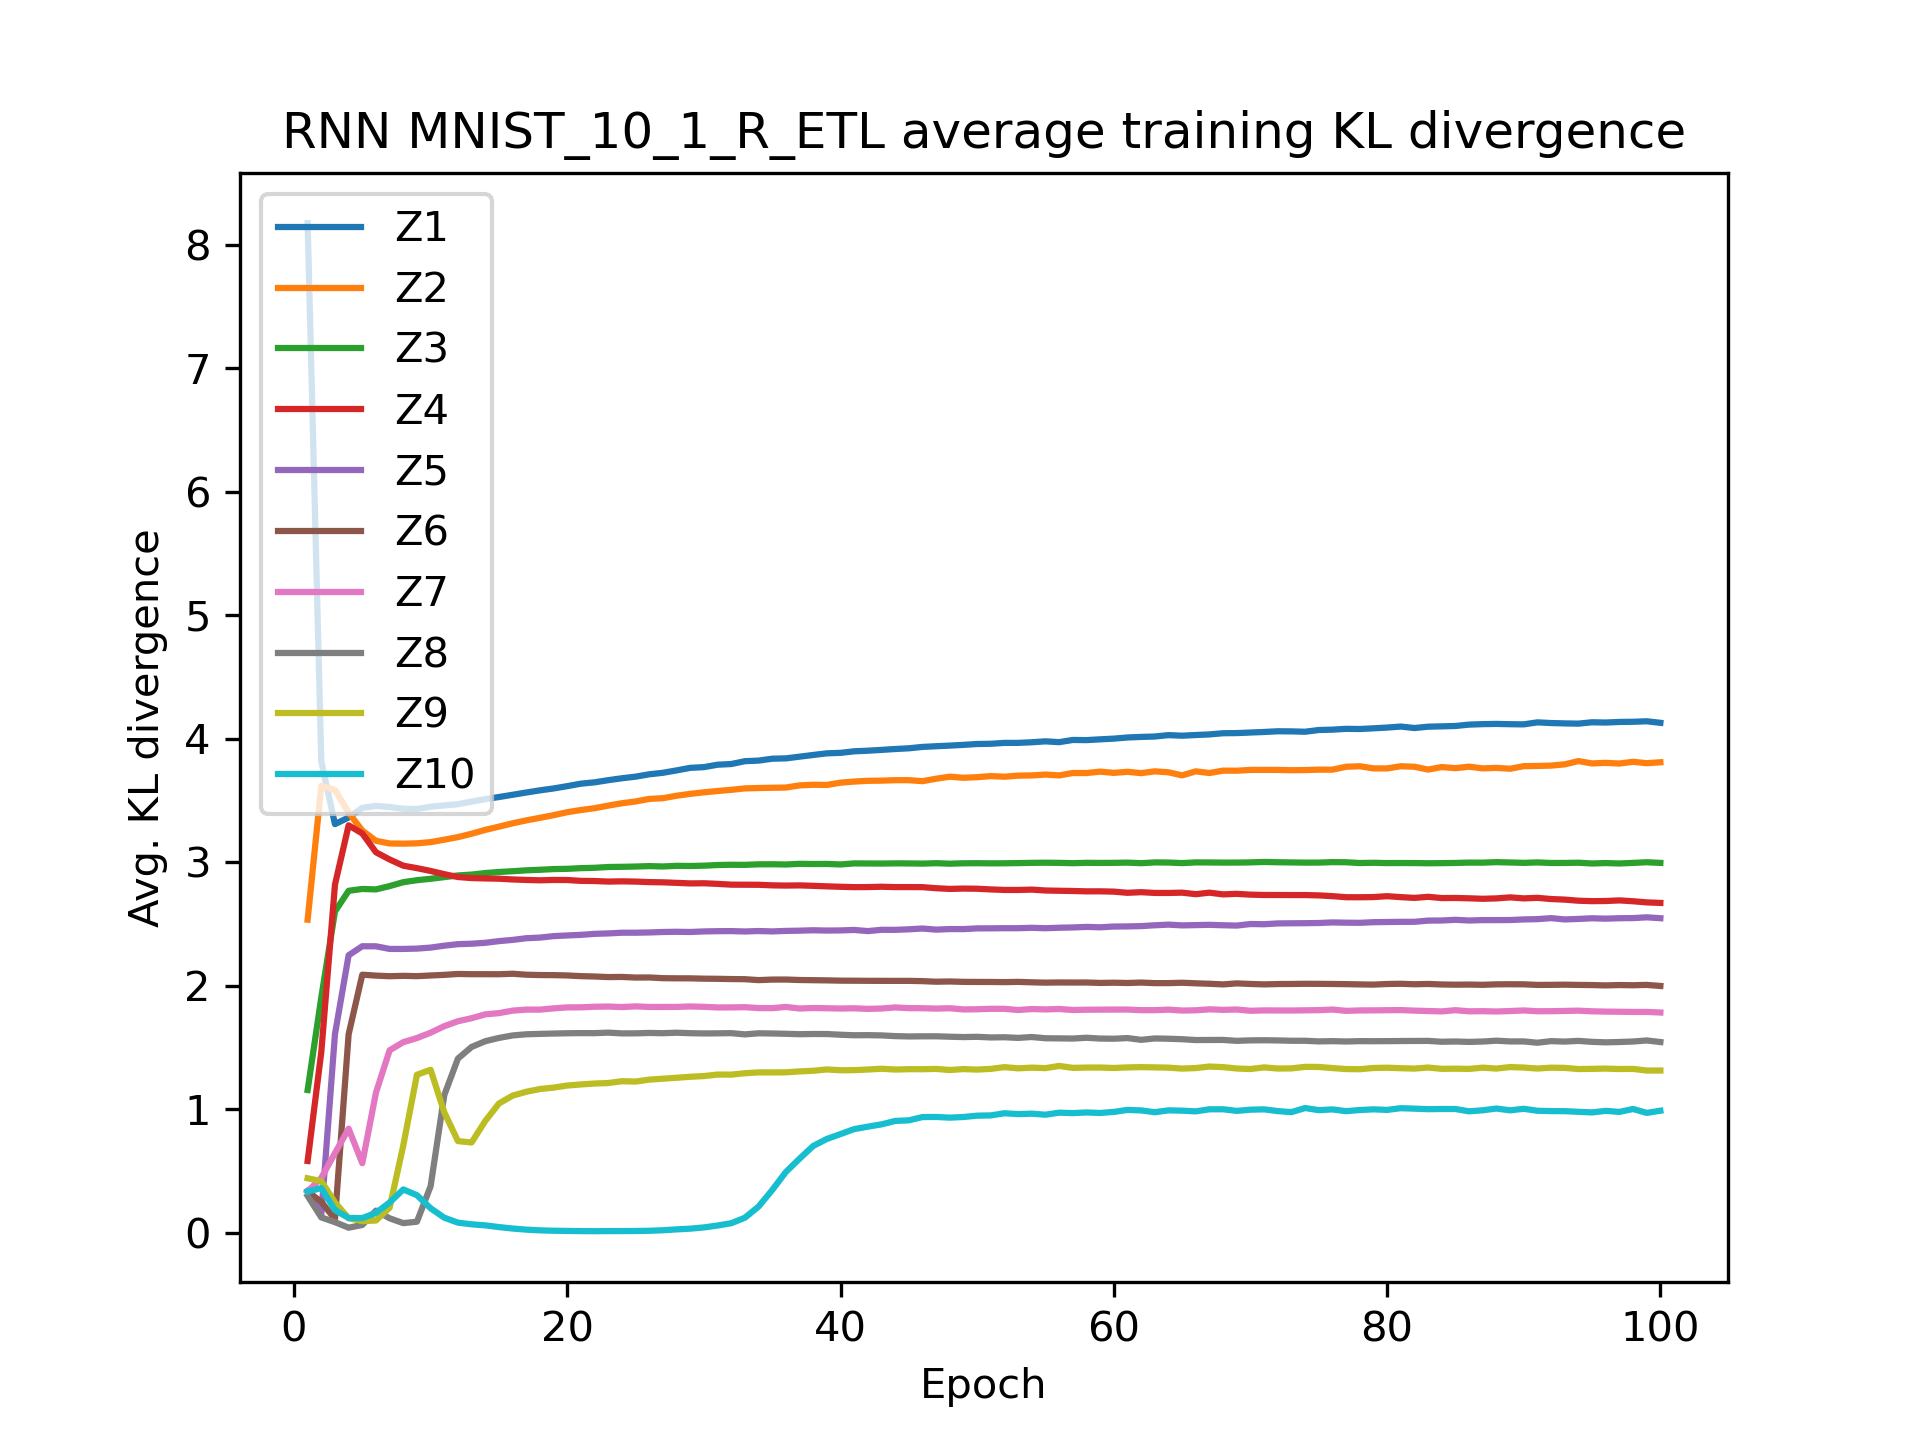 RNN MNIST_10_1_R_ETL average training KL divergence
Z1
Z2
Z3
Z4
Z5
Z6
Z7
Z8
Z9
Z10
8
7
6
5
4
3
2
1
0
Avg. KL divergence
0 20 40 60 80 100
Epoch